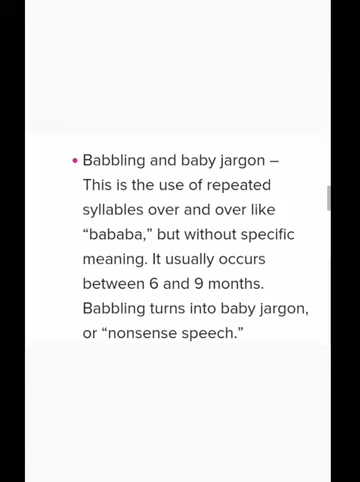 • Babbling and baby jargon –
This is the use of repeated
syllables over and over like
“bababa,” but without specific
meaning. It usually occurs
between 6 and 9 months.
Babbling turns into baby jargon,
or “nonsense speech.”